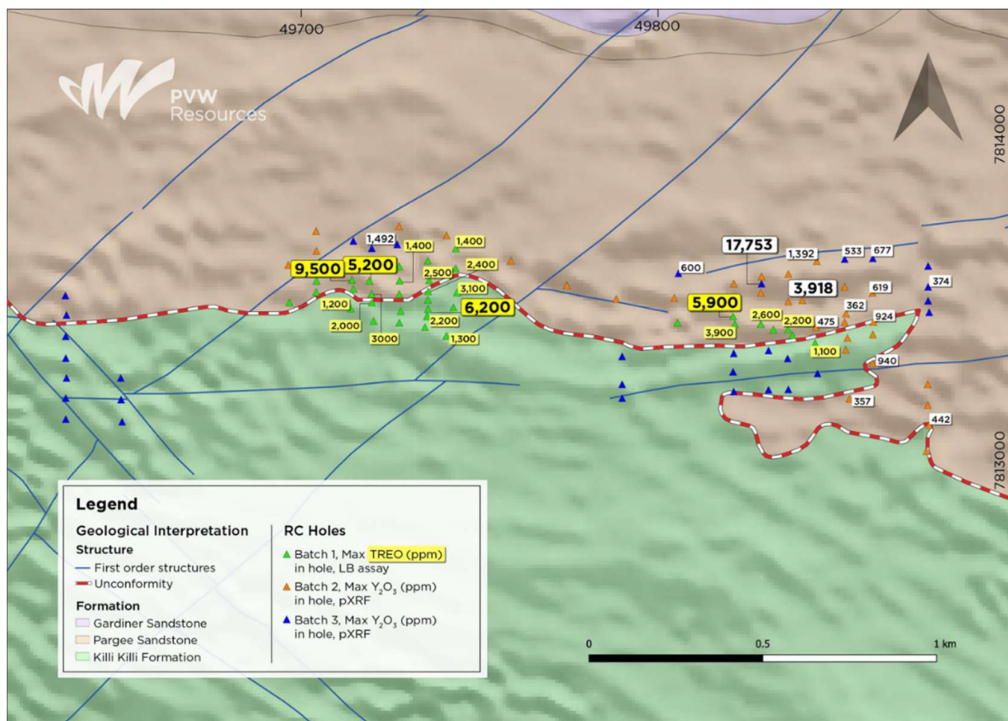 49700
49800
PVW
Resources
7814000
1,492
1,400
1,400
17,753
1,392
533
677
9,500
5,200
2,500
2,400
600
374
3,100
3,918
619
1,200
6,200
5,900
362
2,600
924
2,000
2,200
3,900
2,200
475
3000
1,300
1,100
940
357
442
7813000
Legend
Geological Interpretation
Structure
First order structures
Unconformity
Formation
Gardiner Sandstone
Pargee Sandstone
Killi Killi Formation
RC Holes
Batch 1, Max TREO (ppm)
in hole, LB assay
Batch 2, Max Y₂O₃ (ppm)
in hole, pXRF
Batch 3, Max Y₂O₃ (ppm)
in hole, pXRF
0 0.5 1 km